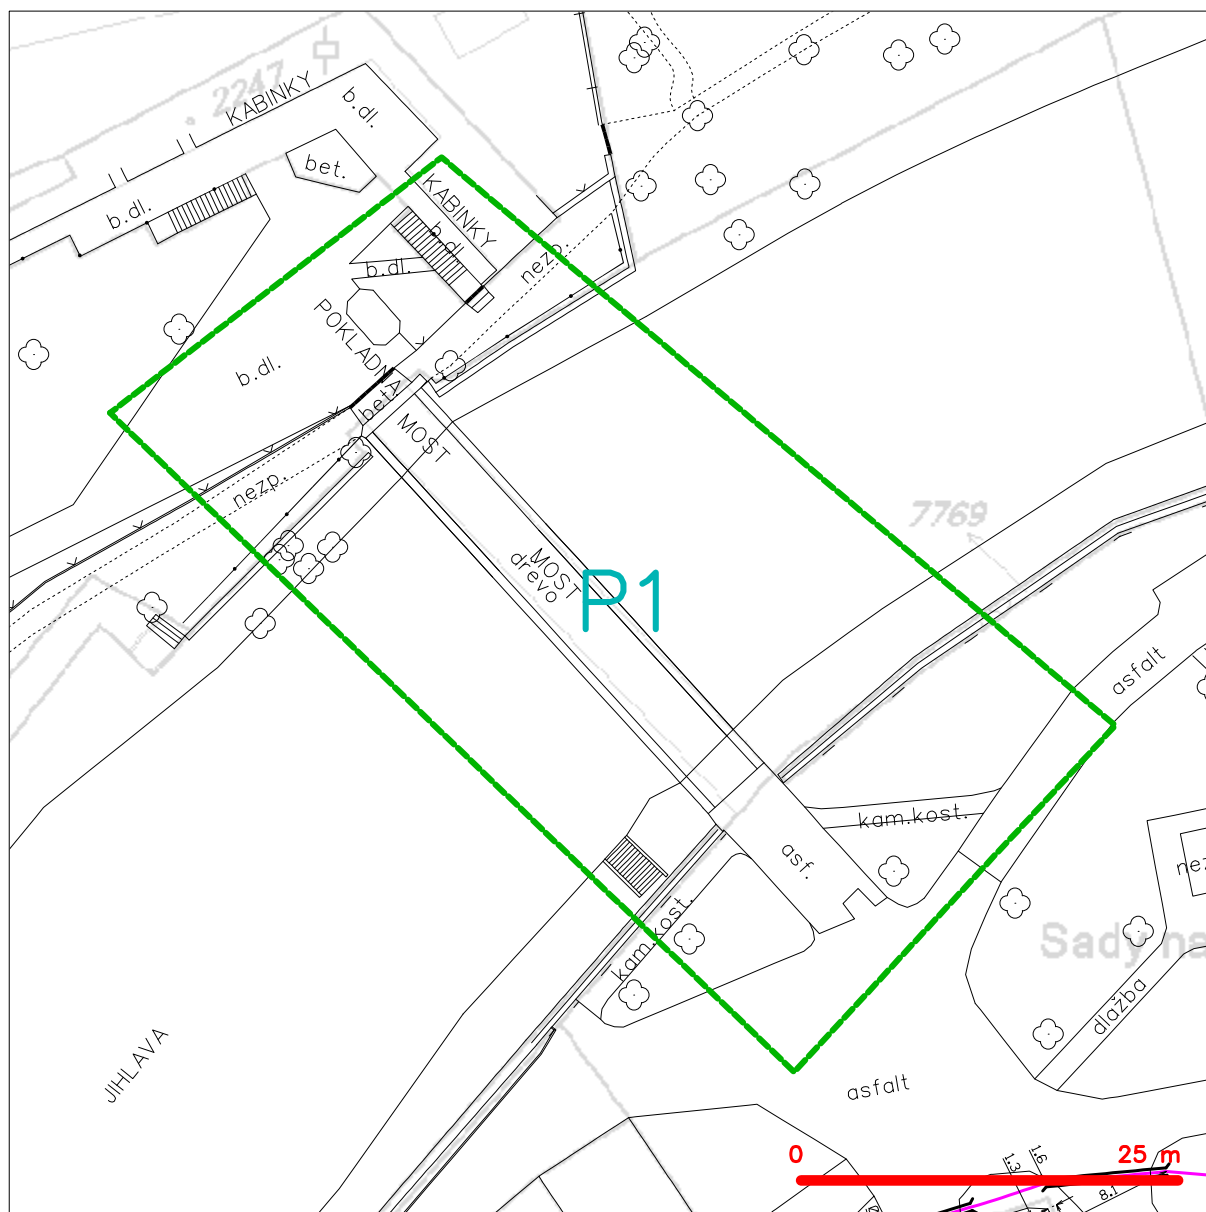 2247
KABINKY
b.dl.
bet.
b.dl.
KABINKY
b.dl.
nezp.
b.dl.
POKLADNA
b.dl.
bet.
MOST
nezp.
7769
MOST
dřevo
P1
asfalt
kam.kost.
asf.
kam.kost.
Sady na
dlažba
JIHLAVA
asfalt
0
25 m
1.3
1.6
8.1